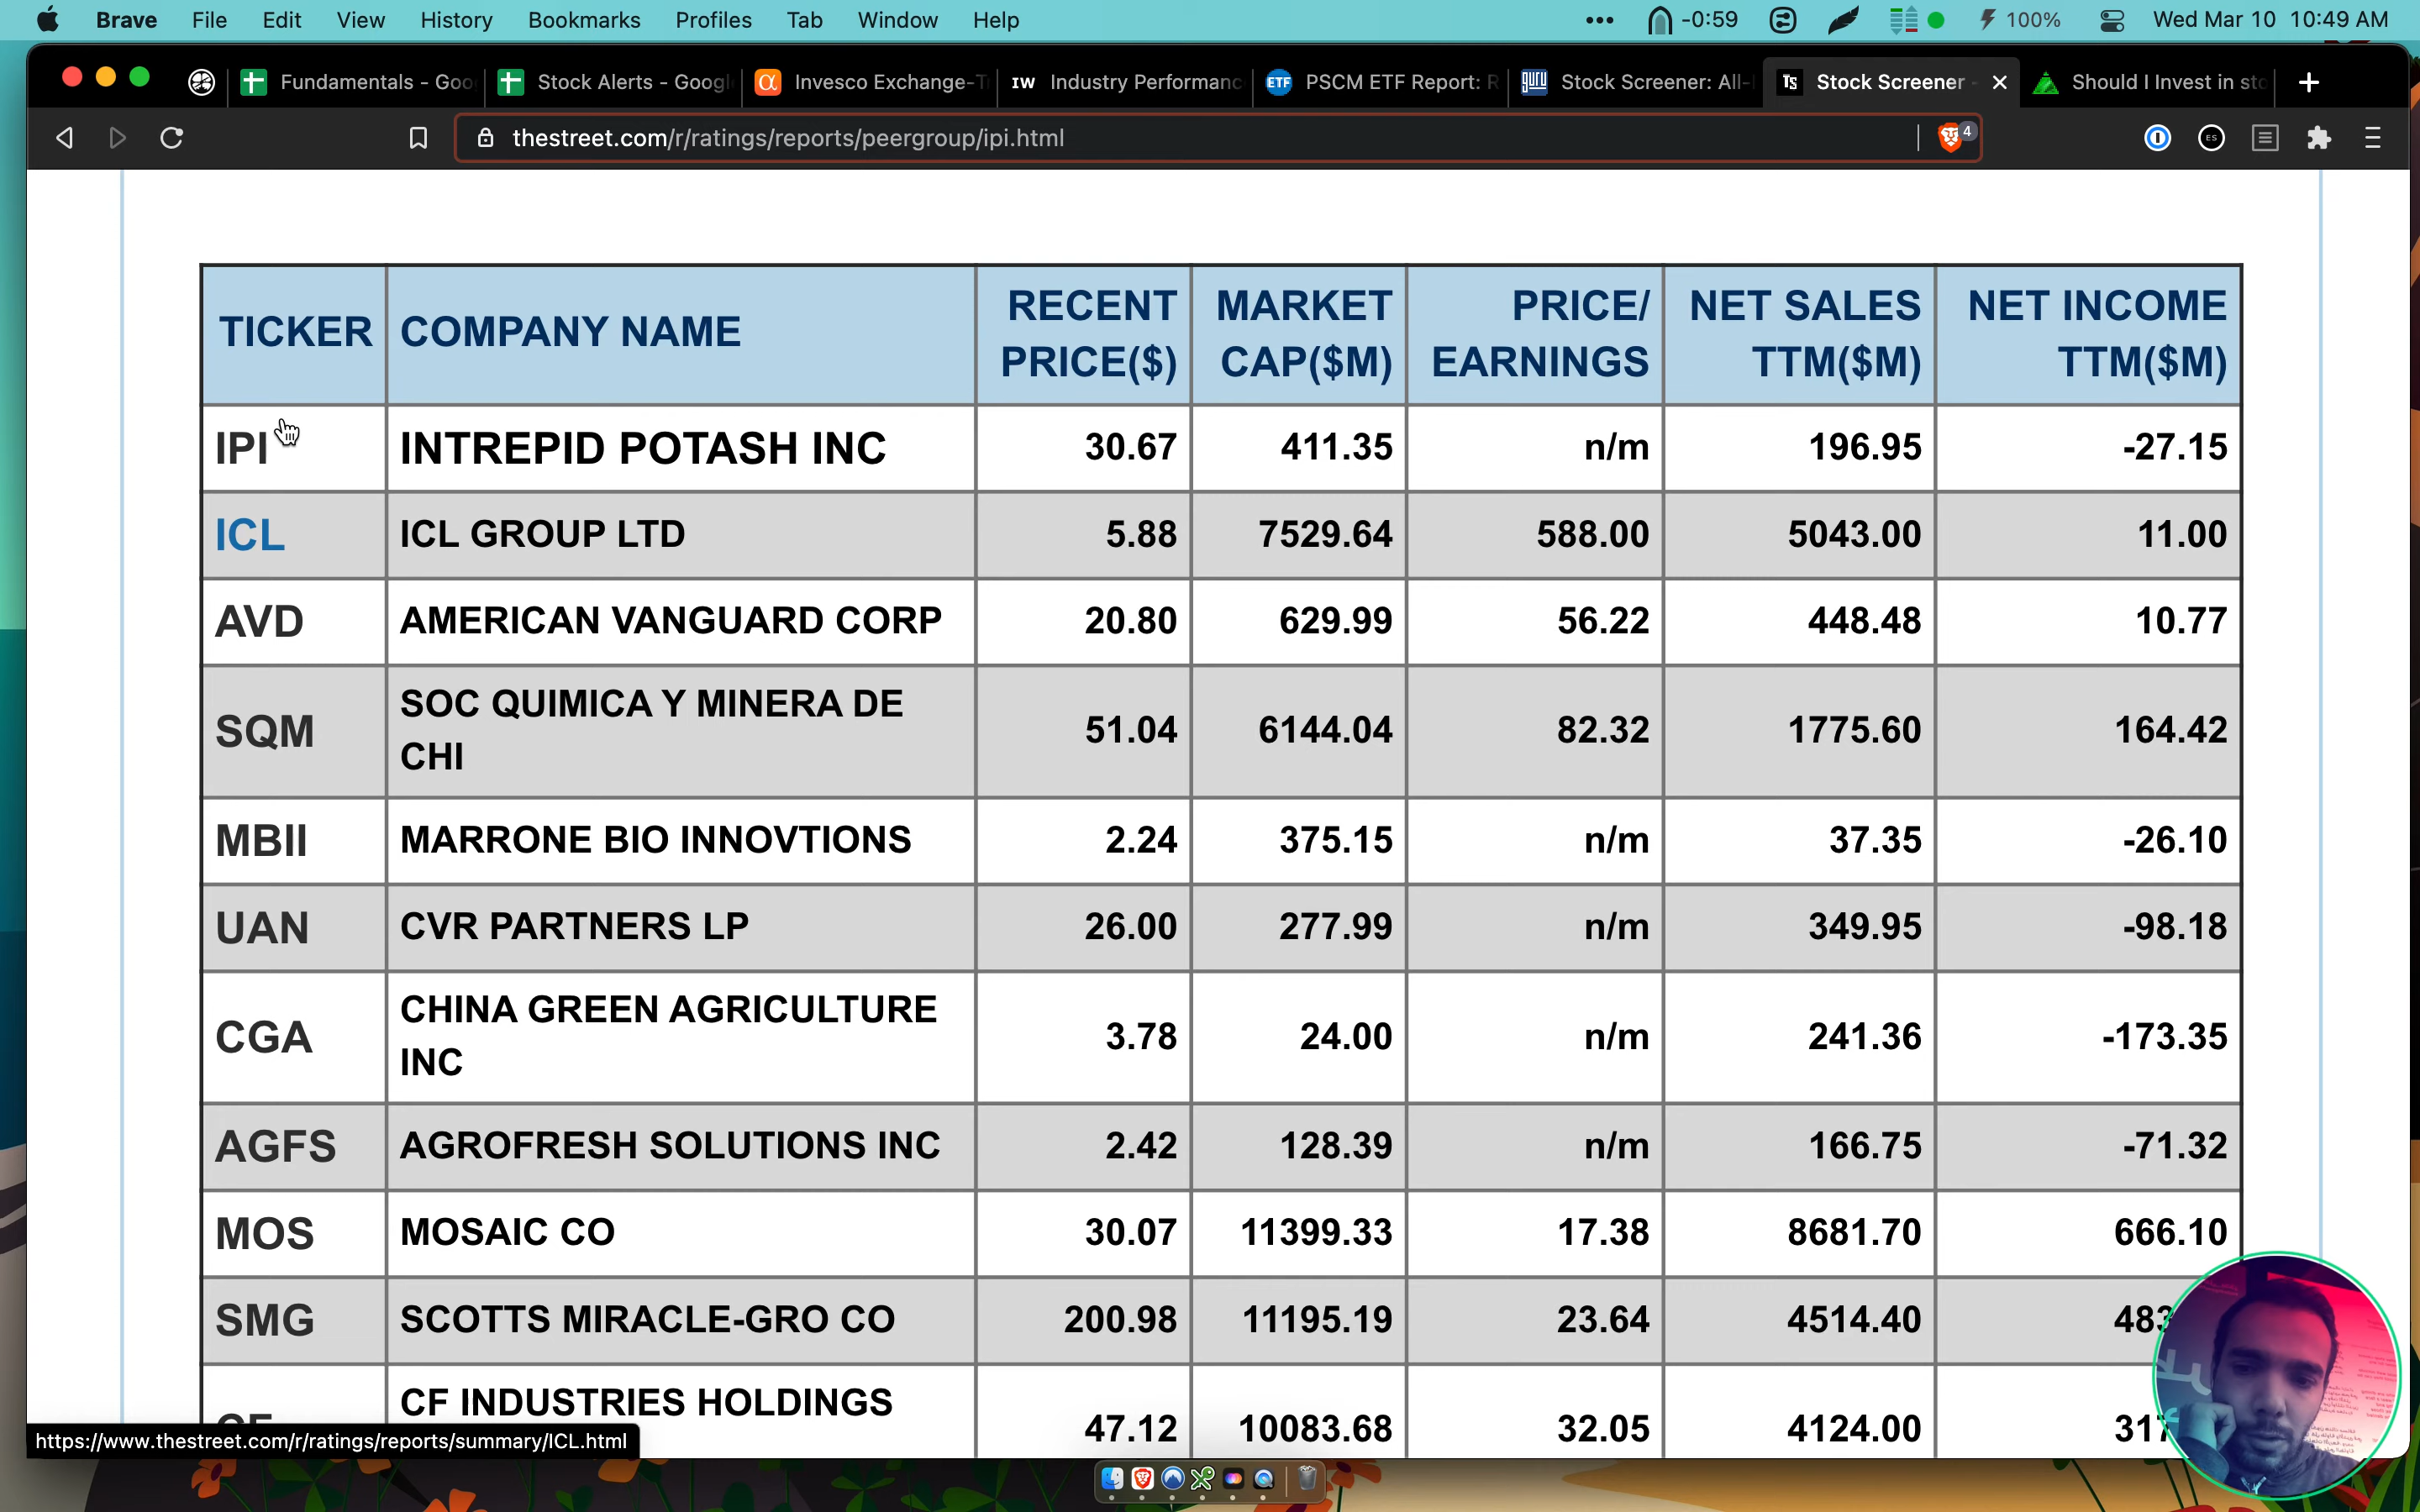 Brave File Edit View History Bookmarks Profiles Tab Window Help
-0:59 100% Wed Mar 10 10:49 AM
Fundamentals - Goo
Stock Alerts - Googl
Invesco Exchange-T
IW Industry Performanc
ETF PSCM ETF Report: R
guru Stock Screener: All-
Ts Stock Screener -
Should I Invest in sto
thestreet.com/r/ratings/reports/peergroup/ipi.html
4
ES
TICKER COMPANY NAME RECENT PRICE($) MARKET CAP($M) PRICE/ EARNINGS NET SALES TTM($M) NET INCOME TTM($M)
IPI INTREPID POTASH INC 30.67 411.35 n/m 196.95 -27.15
ICL ICL GROUP LTD 5.88 7529.64 588.00 5043.00 11.00
AVD AMERICAN VANGUARD CORP 20.80 629.99 56.22 448.48 10.77
SQM SOC QUIMICA Y MINERA DE CHI 51.04 6144.04 82.32 1775.60 164.42
MBII MARRONE BIO INNOVTIONS 2.24 375.15 n/m 37.35 -26.10
UAN CVR PARTNERS LP 26.00 277.99 n/m 349.95 -98.18
CGA CHINA GREEN AGRICULTURE INC 3.78 24.00 n/m 241.36 -173.35
AGFS AGROFRESH SOLUTIONS INC 2.42 128.39 n/m 166.75 -71.32
MOS MOSAIC CO 30.07 11399.33 17.38 8681.70 666.10
SMG SCOTTS MIRACLE-GRO CO 200.98 11195.19 23.64 4514.40
CF INDUSTRIES HOLDINGS 47.12 10083.68 32.05 4124.00
https://www.thestreet.com/r/ratings/reports/summary/ICL.html